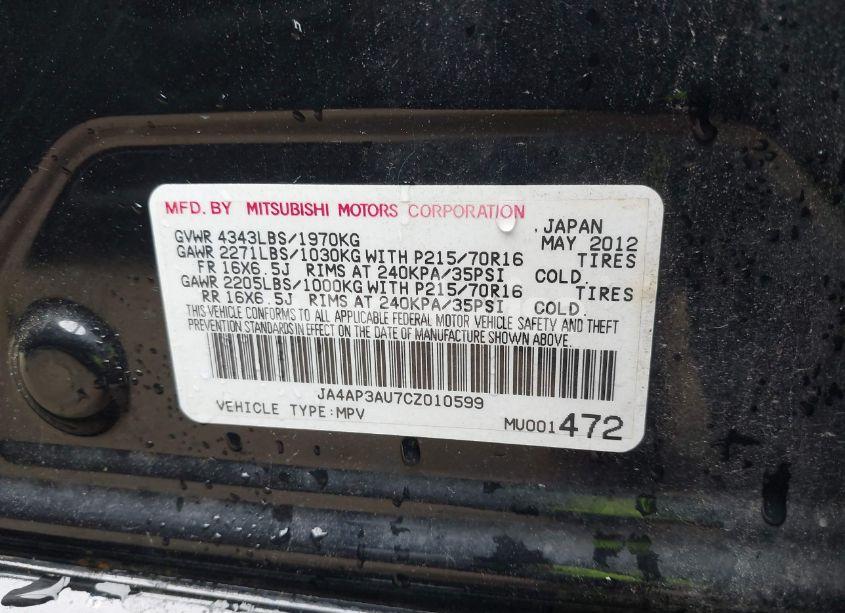 MFD. BY MITSUBISHI MOTORS CORPORATION
JAPAN
GVWR 4343LBS/1970KG MAY 2012
GAWR 2271LBS/1030KG WITH P215/70R16 TIRES
FR 16X6.5J RIMS AT 240KPA/35PSI COLD.
GAWR 2205LBS/1000KG WITH P215/70R16 TIRES
RR 16X6.5J RIMS AT 240KPA/35PSI COLD.
THIS VEHICLE CONFORMS TO ALL APPLICABLE FEDERAL MOTOR VEHICLE SAFETY AND THEFT
PREVENTION STANDARDS IN EFFECT ON THE DATE OF MANUFACTURE SHOWN ABOVE.
JA4AP3AU7CZ010599
VEHICLE TYPE:MPV MU001472